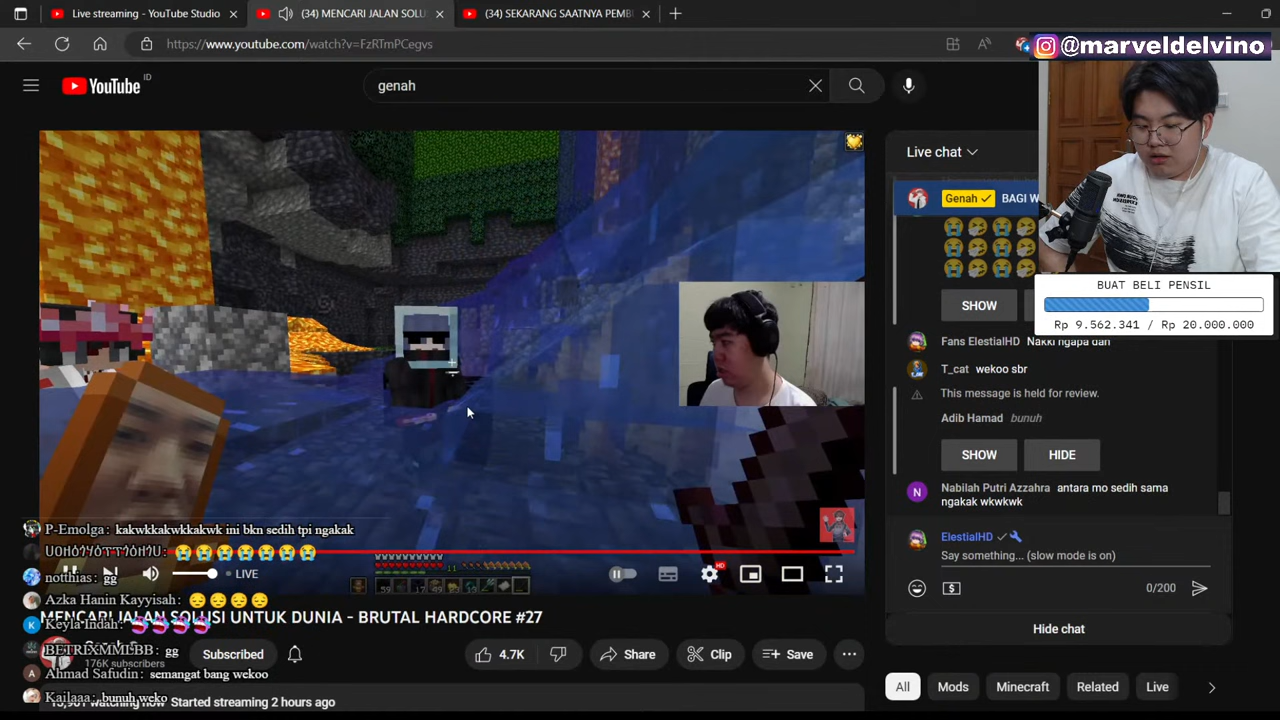 Live streaming - YouTube Studio
(34) MENCARI JALAN SOLU
(34) SEKARANG SAATNYA PEMB
https://www.youtube.com/watch?v=FzRTmPCegvs
@marveldelvino
YouTube ID
genah
Live chat
Genah BAGI W
SHOW
BUAT BELI PENSIL
Rp 9.562.341 / Rp 20.000.000
Fans ElestialHD Nakki ngapa dah
T_cat wekoo sbr
This message is held for review.
Adib Hamad bunuh
SHOW HIDE
Nabilah Putri Azzahra antara mo sedih sama
ngakak wkwkwk
ElestialHD
Say something... (slow mode is on)
0/200
Hide chat
All Mods Minecraft Related Live
P-Emolga: kakwkkakwkkakwk ini bkn sedih tpi ngakak
notthias: gg
LIVE
HD
Azka Hanin Kayyisah:
MENCARI JALAN SOLUSI UNTUK DUNIA - BRUTAL HARDCORE #27
Keyla Indah:
BETRIXMMLBB: gg
176K subscribers
Subscribed
4.7K
Share
Clip
Save
Ahmad Safudin: semangat bang wekoo
Kailaaa: bunuh weko
Started streaming 2 hours ago